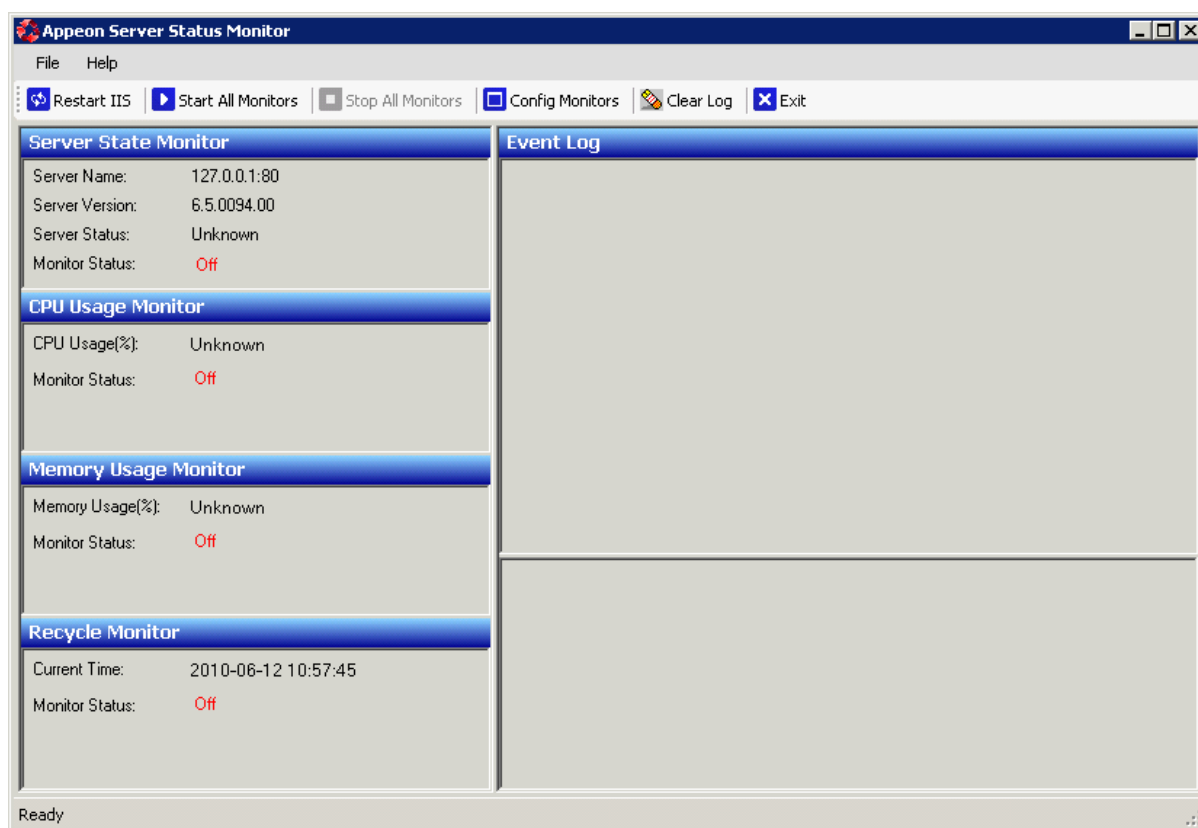 Appeon Server Status Monitor
File Help
Restart IIS Start All Monitors Stop All Monitors Config Monitors Clear Log Exit
Server State Monitor
Server Name: 127.0.0.1:80
Server Version: 6.5.0094.00
Server Status: Unknown
Monitor Status: Off
CPU Usage Monitor
CPU Usage(%): Unknown
Monitor Status: Off
Memory Usage Monitor
Memory Usage(%): Unknown
Monitor Status: Off
Recycle Monitor
Current Time: 2010-06-12 10:57:45
Monitor Status: Off
Event Log
Ready